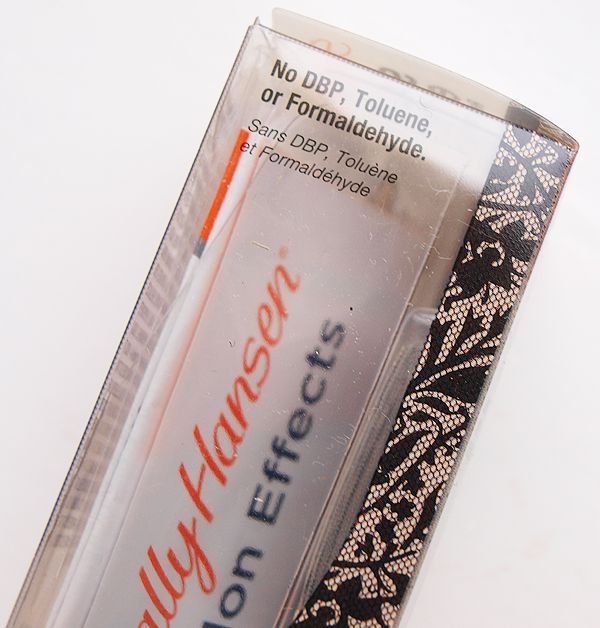 No DBP, Toluene,
or Formaldehyde.
Sans DBP, Toluène
et Formaldéhyde
ally Hansen®
lon Effects